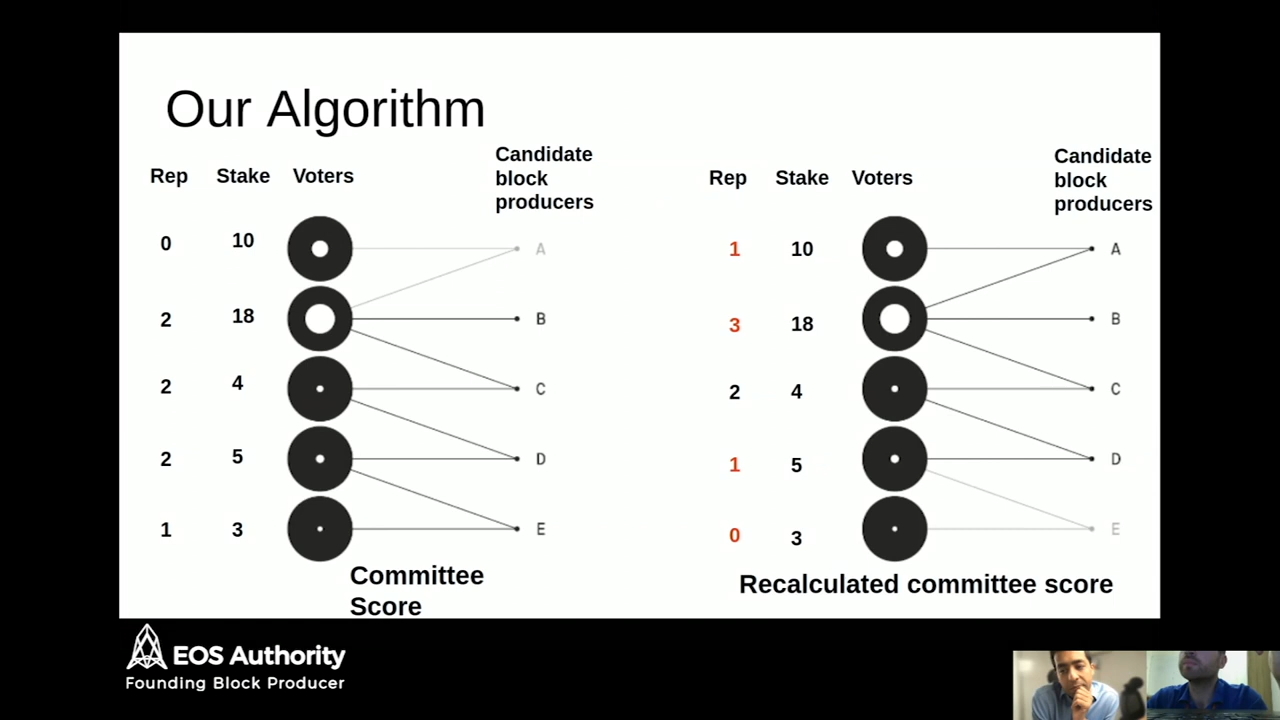 Our Algorithm
Rep Stake Voters Candidate
block
producers
0 10 A
2 18 B
2 4 C
2 5 D
1 3 E
Committee
Score
Rep Stake Voters Candidate
block
producers
1 10 A
3 18 B
2 4 C
1 5 D
0 3 E
Recalculated committee score
EOS Authority
Founding Block Producer